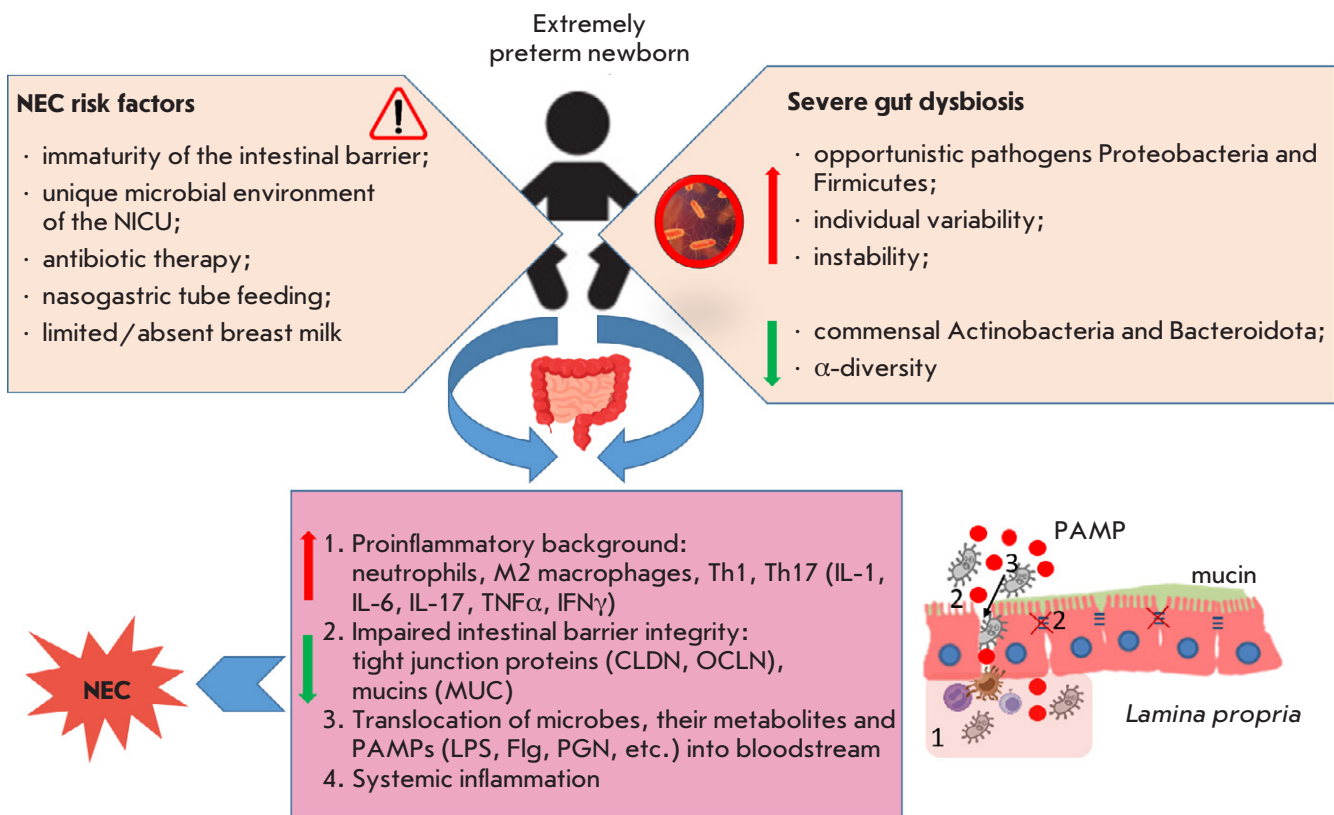 Extremely
preterm newborn
NEC risk factors
· immaturity of the intestinal barrier;
· unique microbial environment
of the NICU;
· antibiotic therapy;
· nasogastric tube feeding;
· limited/absent breast milk
Severe gut dysbiosis
· opportunistic pathogens Proteobacteria and
Firmicutes;
· individual variability;
· instability;
· commensal Actinobacteria and Bacteroidota;
· α-diversity
1. Proinflammatory background:
neutrophils, M2 macrophages, Th1, Th17 (IL-1,
IL-6, IL-17, TNFα, IFNγ)
2. Impaired intestinal barrier integrity:
tight junction proteins (CLDN, OCLN),
mucins (MUC)
3. Translocation of microbes, their metabolites and
PAMPs (LPS, Flg, PGN, etc.) into bloodstream
4. Systemic inflammation
NEC
PAMP
3
mucin
2
2
Lamina propria
1